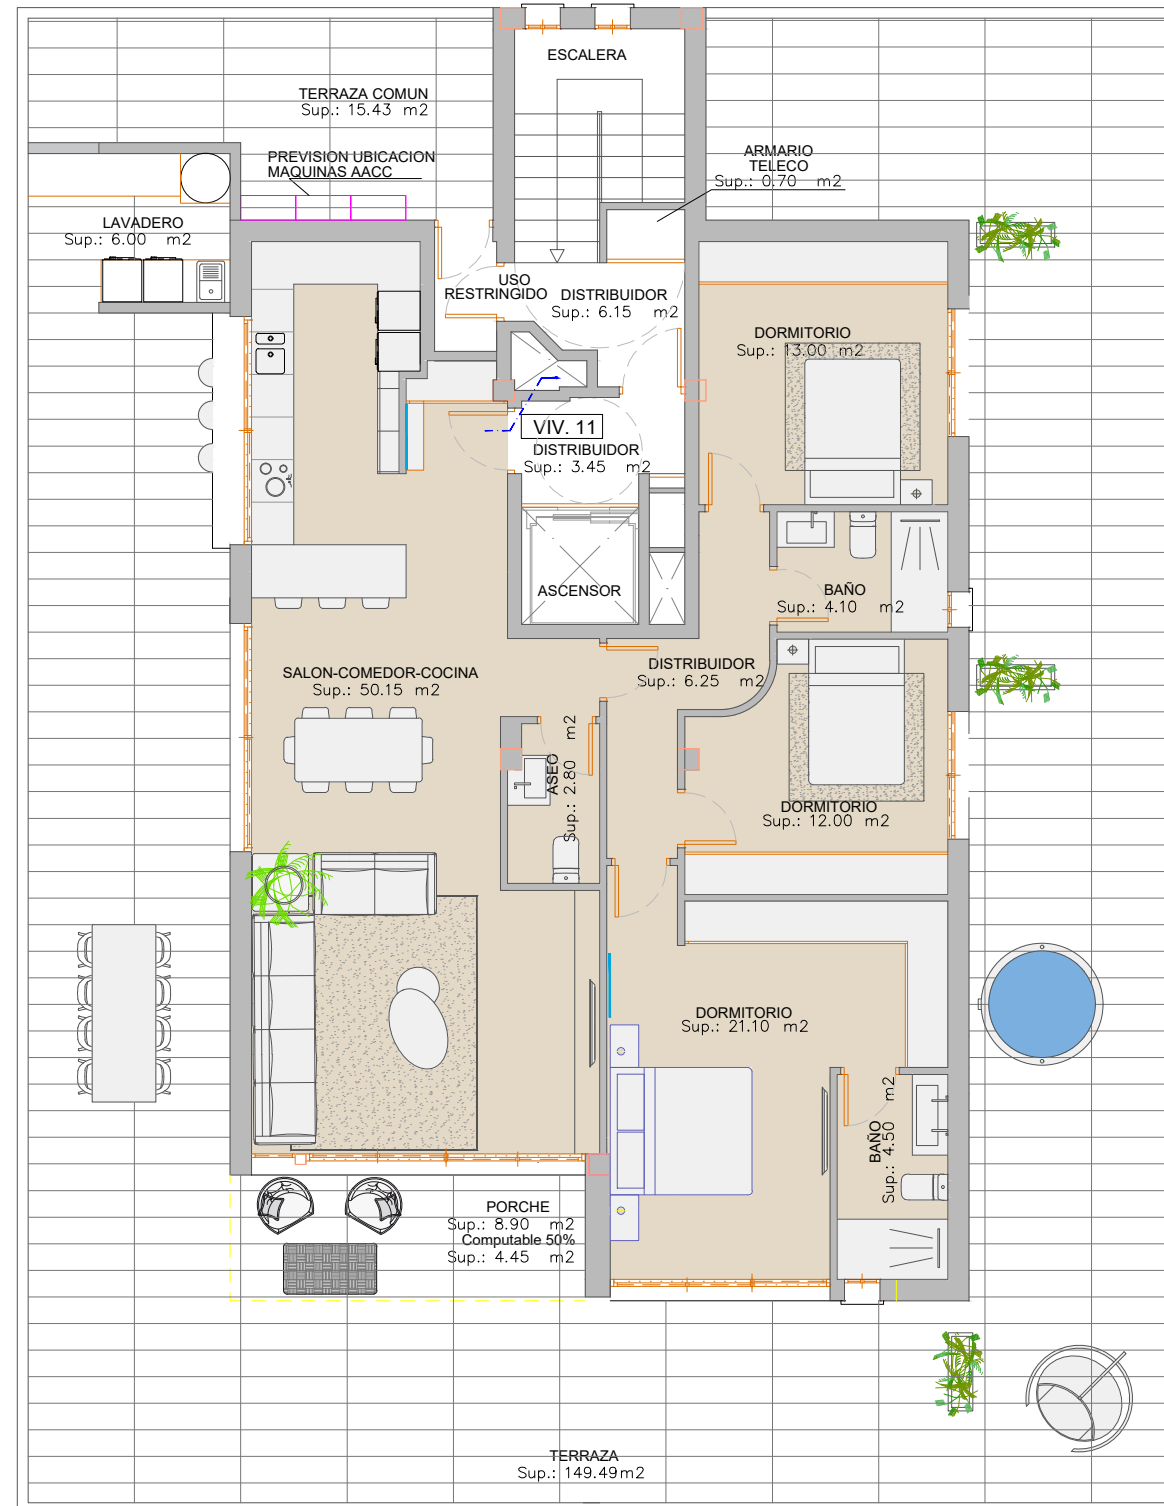 ESCALERA
TERRAZA COMUN
Sup.: 15.43 m2
PREVISION UBICACION
MAQUINAS AACC
ARMARIO
TELECO
Sup.: 0.70 m2
LAVADERO
Sup.: 6.00 m2
USO
RESTRINGIDO
DISTRIBUIDOR
Sup.: 6.15 m2
DORMITORIO
Sup.: 13.00 m2
VIV. 11
DISTRIBUIDOR
Sup.: 3.45 m2
ASCENSOR
BAÑO
Sup.: 4.10 m2
SALON-COMEDOR-COCINA
Sup.: 50.15 m2
DISTRIBUIDOR
Sup.: 6.25 m2
ASEO
Sup.: 2.80 m2
DORMITORIO
Sup.: 12.00 m2
DORMITORIO
Sup.: 21.10 m2
BAÑO
Sup.: 4.50 m2
PORCHE
Sup.: 8.90 m2
Computable 50%
Sup.: 4.45 m2
TERRAZA
Sup.: 149.49m2